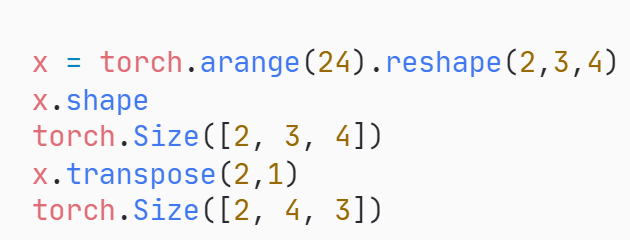 x = torch.arange(24).reshape(2,3,4)
x.shape
torch.Size([2, 3, 4])
x.transpose(2,1)
torch.Size([2, 4, 3])